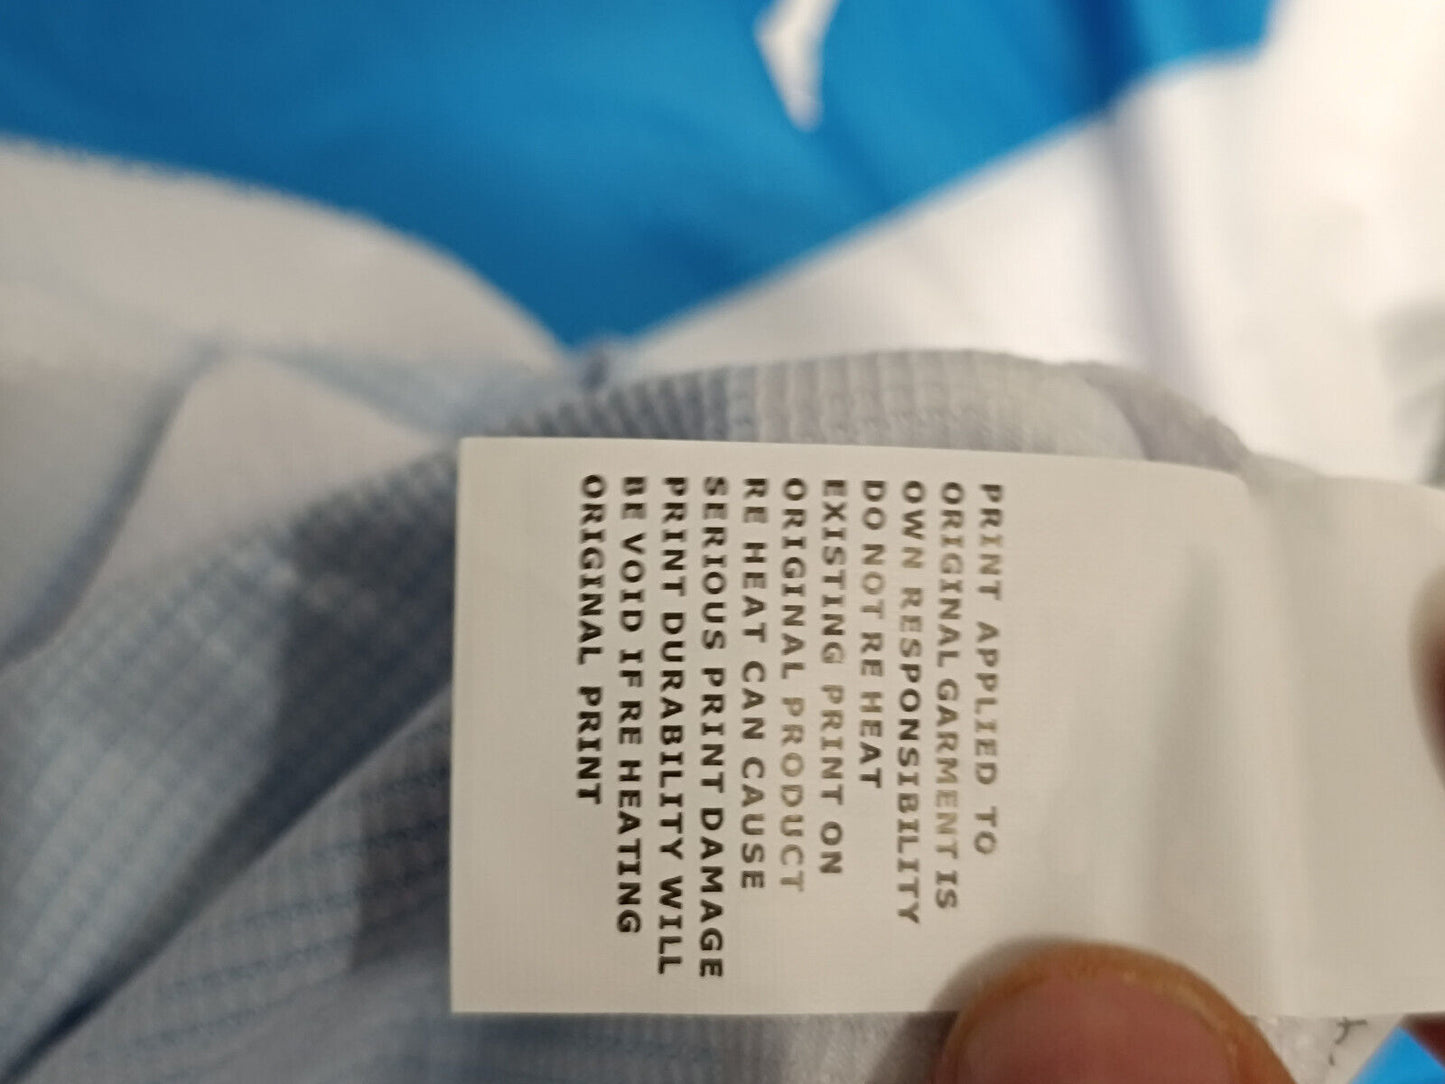 PRINT APPLIED TO
ORIGINAL GARMENT IS
OWN RESPONSIBILITY
DO NOT RE HEAT
EXISTING PRINT ON
ORIGINAL PRODUCT
RE HEAT CAN CAUSE
SERIOUS PRINT DAMAGE
PRINT DURABILITY WILL
BE VOID IF RE HEATING
ORIGINAL PRINT